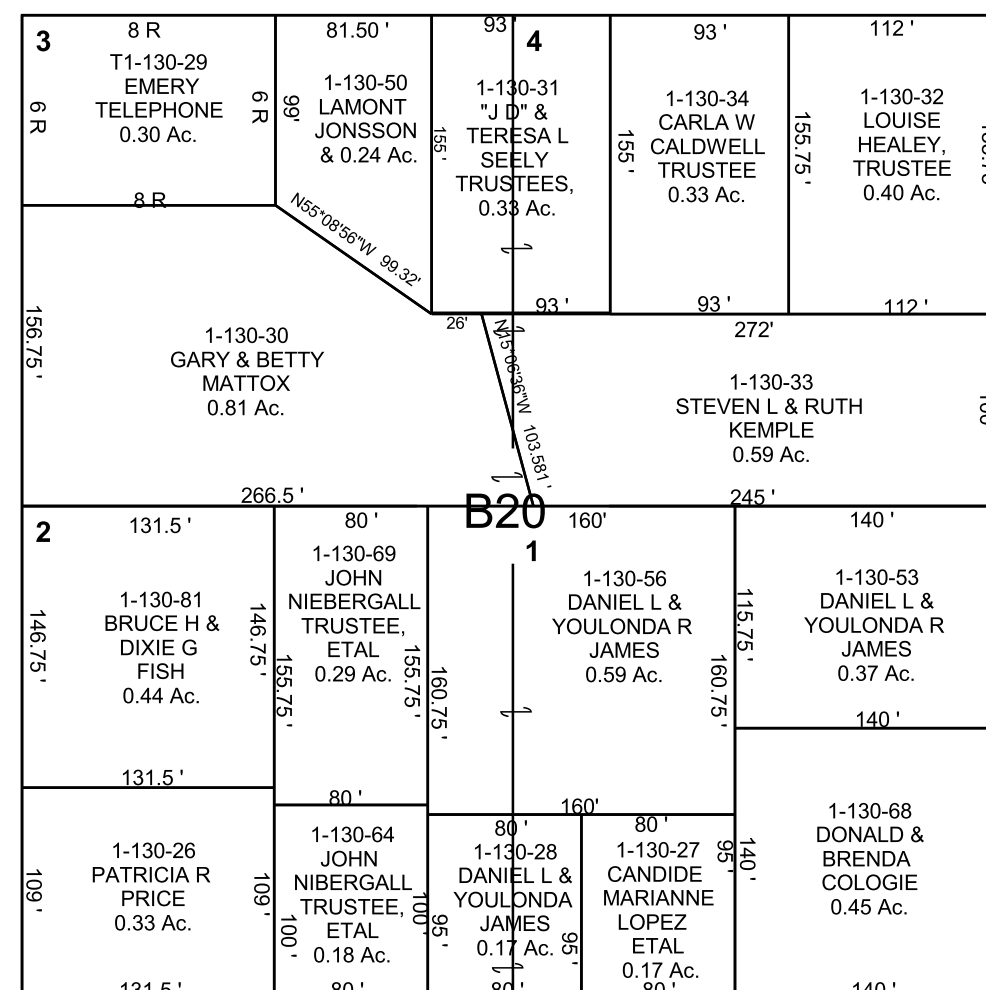 3
8 R
T1-130-29
EMERY
TELEPHONE
0.30 Ac.
6 R
6 R
8 R
81.50 '
99'
1-130-50
LAMONT
JONSSON
& 0.24 Ac.
N55°08'56"W 99.32'
93 '
4
155 '
1-130-31
"J D" &
TERESA L
SEELY
TRUSTEES,
0.33 Ac.
93 '
93 '
155 '
1-130-34
CARLA W
CALDWELL
TRUSTEE
0.33 Ac.
93 '
112 '
155.75 '
1-130-32
LOUISE
HEALEY,
TRUSTEE
0.40 Ac.
112 '
156.75 '
1-130-30
GARY & BETTY
MATTOX
0.81 Ac.
266.5 '
26'
N15°06'36"W 103.581 '
272'
1-130-33
STEVEN L & RUTH
KEMPLE
0.59 Ac.
245 '
B20
2
131.5 '
146.75 '
1-130-81
BRUCE H &
DIXIE G
FISH
0.44 Ac.
146.75 '
131.5 '
80 '
1-130-69
JOHN
NIEBERGALL
TRUSTEE,
ETAL
0.29 Ac.
155.75 '
155.75 '
80 '
160'
1
160.75 '
1-130-56
DANIEL L &
YOULONDA R
JAMES
0.59 Ac.
160.75 '
160'
140 '
115.75 '
1-130-53
DANIEL L &
YOULONDA R
JAMES
0.37 Ac.
140 '
109'
1-130-26
PATRICIA R
PRICE
0.33 Ac.
109'
131.5 '
1-130-64
JOHN
NIBERGALL
TRUSTEE,
ETAL
0.18 Ac.
100 '
100 '
80 '
80 '
1-130-28
DANIEL L &
YOULONDA
JAMES
0.17 Ac.
95 '
95 '
80 '
80 '
1-130-27
CANDIDE
MARIANNE
LOPEZ
ETAL
0.17 Ac.
95 '
80 '
140 '
1-130-68
DONALD &
BRENDA
COLOGIE
0.45 Ac.
140 '